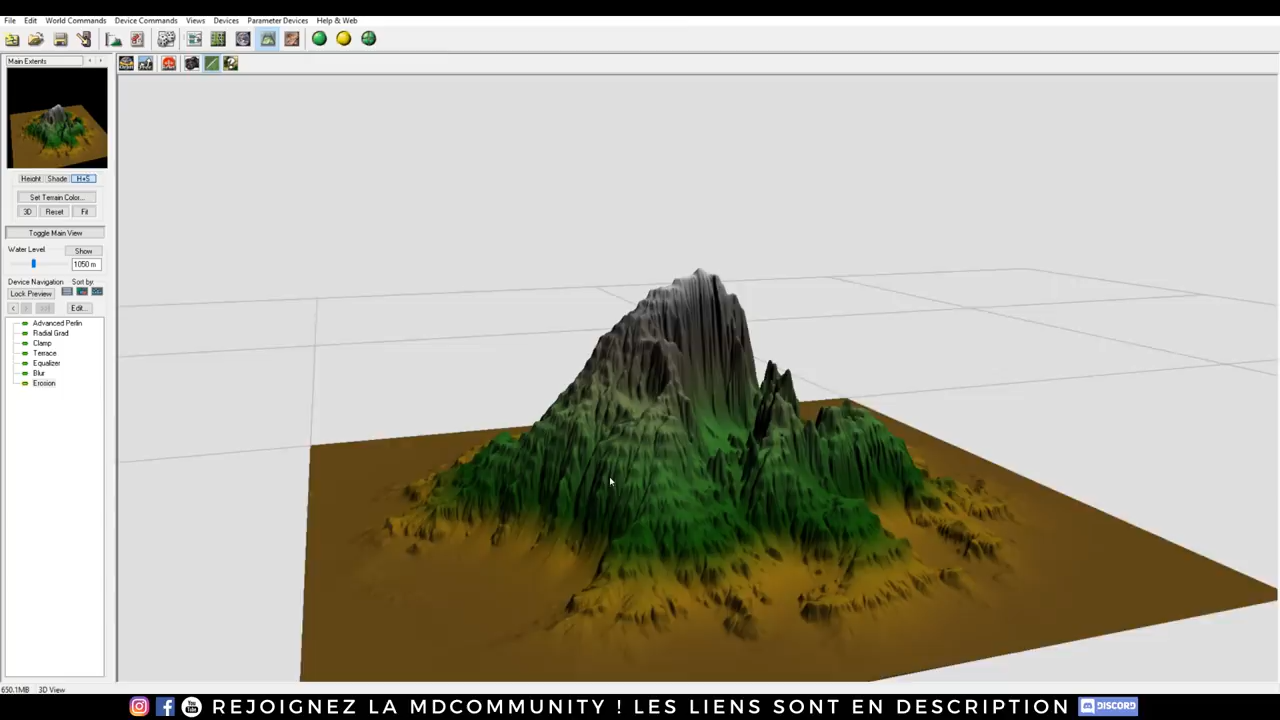 File Edit World Commands Device Commands Views Devices Parameter Devices Help & Web
Main Extents
Height Shade H+S
Set Terrain Color...
3D Reset Fit
Toggle Main View
Water Level Show
1050 m
Device Navigation Sort by:
Lock Preview
Edit...
Advanced Perlin
Radial Grad
Clamp
Terrace
Equalizer
Blur
Erosion
650.1MB 3D View
REJOIGNEZ LA MDCOMMUNITY ! LES LIENS SONT EN DESCRIPTION DISCORD